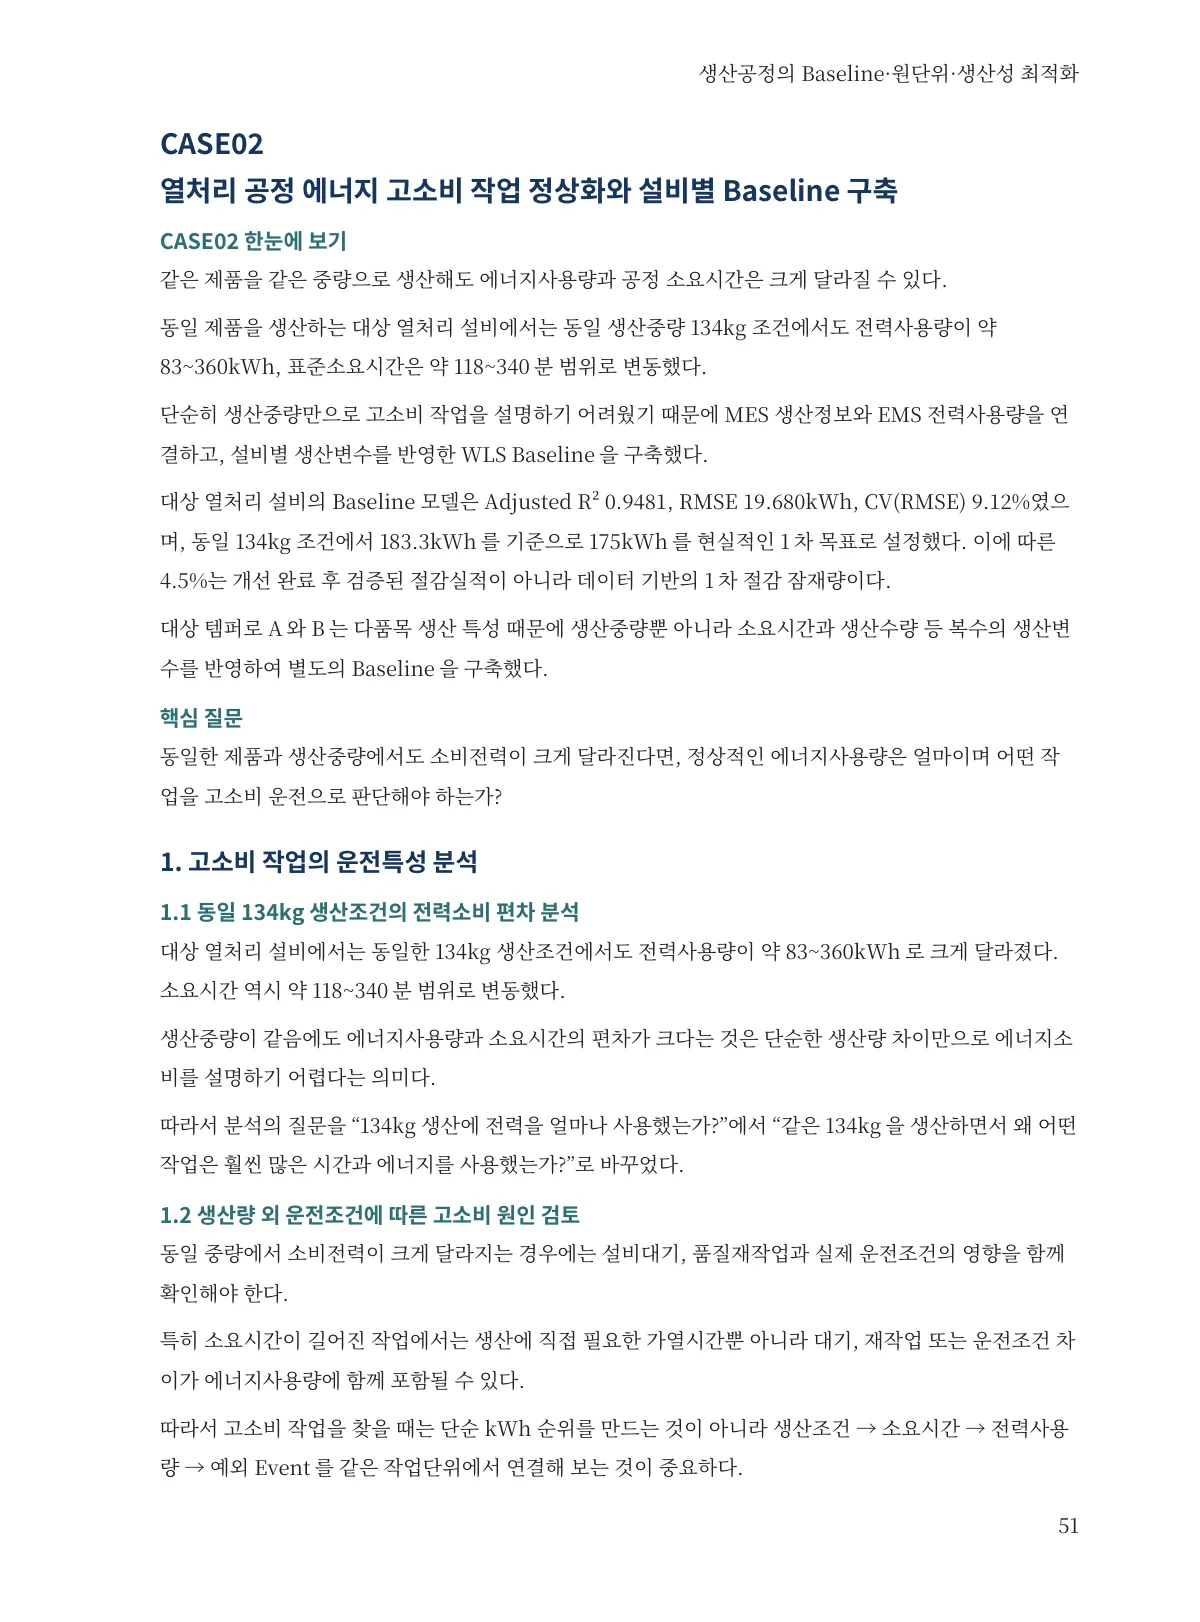 생산공정의 Baseline·원단위·생산성 최적화
CASE02
열처리 공정 에너지 고소비 작업 정상화와 설비별 Baseline 구축
CASE02 한눈에 보기
같은 제품을 같은 중량으로 생산해도 에너지사용량과 공정 소요시간은 크게 달라질 수 있다.
동일 제품을 생산하는 대상 열처리 설비에서는 동일 생산중량 134kg 조건에서도 전력사용량이 약
83~360kWh, 표준소요시간은 약 118~340 분 범위로 변동했다.
단순히 생산중량만으로 고소비 작업을 설명하기 어려웠기 때문에 MES 생산정보와 EMS 전력사용량을 연
결하고, 설비별 생산변수를 반영한 WLS Baseline 을 구축했다.
대상 열처리 설비의 Baseline 모델은 Adjusted R² 0.9481, RMSE 19.680kWh, CV(RMSE) 9.12%였으
며, 동일 134kg 조건에서 183.3kWh 를 기준으로 175kWh 를 현실적인 1 차 목표로 설정했다. 이에 따른
4.5%는 개선 완료 후 검증된 절감실적이 아니라 데이터 기반의 1 차 절감 잠재량이다.
대상 템퍼로 A 와 B 는 다품목 생산 특성 때문에 생산중량뿐 아니라 소요시간과 생산수량 등 복수의 생산변
수를 반영하여 별도의 Baseline 을 구축했다.
핵심 질문
동일한 제품과 생산중량에서도 소비전력이 크게 달라진다면, 정상적인 에너지사용량은 얼마이며 어떤 작
업을 고소비 운전으로 판단해야 하는가?
1. 고소비 작업의 운전특성 분석
1.1 동일 134kg 생산조건의 전력소비 편차 분석
대상 열처리 설비에서는 동일한 134kg 생산조건에서도 전력사용량이 약 83~360kWh 로 크게 달라졌다.
소요시간 역시 약 118~340 분 범위로 변동했다.
생산중량이 같음에도 에너지사용량과 소요시간의 편차가 크다는 것은 단순한 생산량 차이만으로 에너지소
비를 설명하기 어렵다는 의미다.
따라서 분석의 질문을 “134kg 생산에 전력을 얼마나 사용했는가?”에서 “같은 134kg 을 생산하면서 왜 어떤
작업은 훨씬 많은 시간과 에너지를 사용했는가?”로 바꾸었다.
1.2 생산량 외 운전조건에 따른 고소비 원인 검토
동일 중량에서 소비전력이 크게 달라지는 경우에는 설비대기, 품질재작업과 실제 운전조건의 영향을 함께
확인해야 한다.
특히 소요시간이 길어진 작업에서는 생산에 직접 필요한 가열시간뿐 아니라 대기, 재작업 또는 운전조건 차
이가 에너지사용량에 함께 포함될 수 있다.
따라서 고소비 작업을 찾을 때는 단순 kWh 순위를 만드는 것이 아니라 생산조건 → 소요시간 → 전력사용
량 → 예외 Event 를 같은 작업단위에서 연결해 보는 것이 중요하다.
51